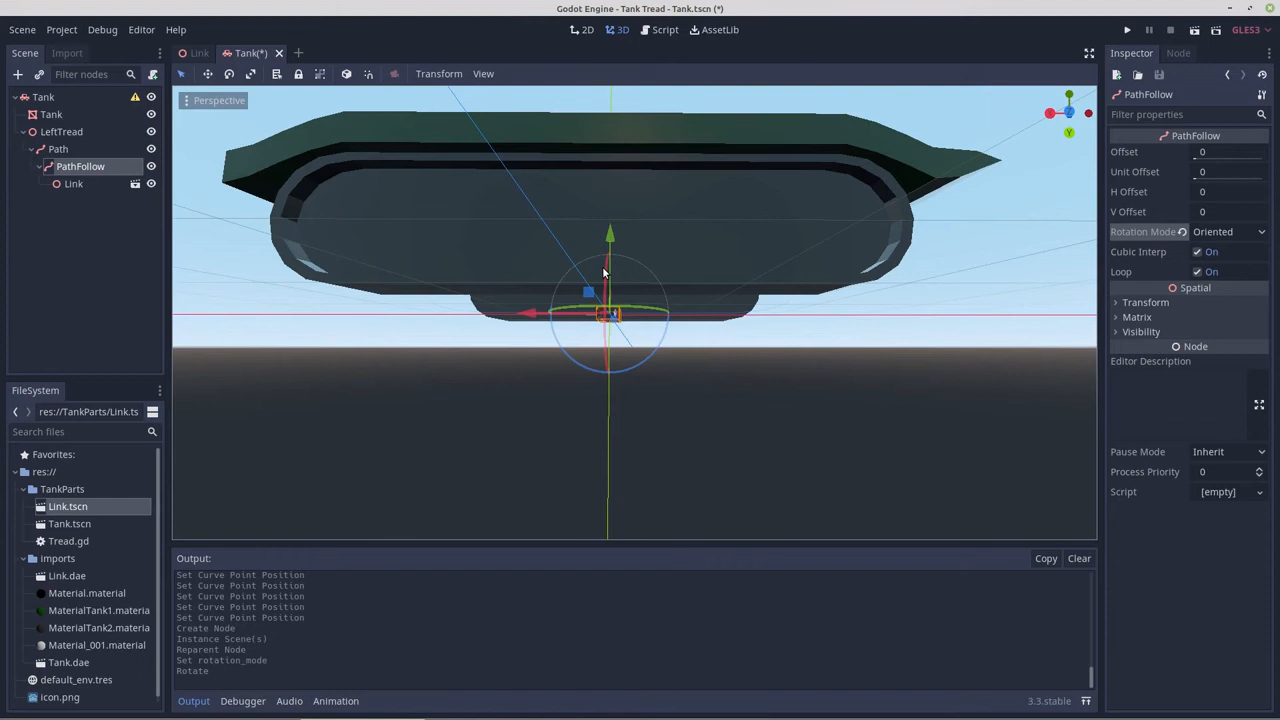 Godot Engine - Tank Tread - Tank.tscn (*)
Scene Project Debug Editor Help
2D 3D Script AssetLib
GLES3
Scene Import
Link Tank(*)
Inspector Node
Filter nodes
Transform View
Tank
PathFollow
Perspective
Tank
Filter properties
LeftTread
PathFollow
Path
Offset 0
PathFollow
Unit Offset 0
Link
H Offset 0
V Offset 0
Rotation Mode Oriented
Cubic Interp On
Loop On
Spatial
Transform
Matrix
Visibility
Node
Editor Description
FileSystem
res://TankParts/Link.ts
Search files
Favorites:
res://
TankParts
Link.tscn
Tank.tscn
Tread.gd
Imports
Link.dae
Material.material
MaterialTank1.materia
MaterialTank2.materia
Material_001.material
Tank.dae
default_env.tres
icon.png
Pause Mode Inherit
Process Priority 0
Script [empty]
Output: Copy Clear
Set Curve Point Position
Set Curve Point Position
Set Curve Point Position
Set Curve Point Position
Set Curve Point Position
Create Node
Instance Scene(s)
Reparent Node
Set rotation_mode
Rotate
Output Debugger Audio Animation
3.3.stable